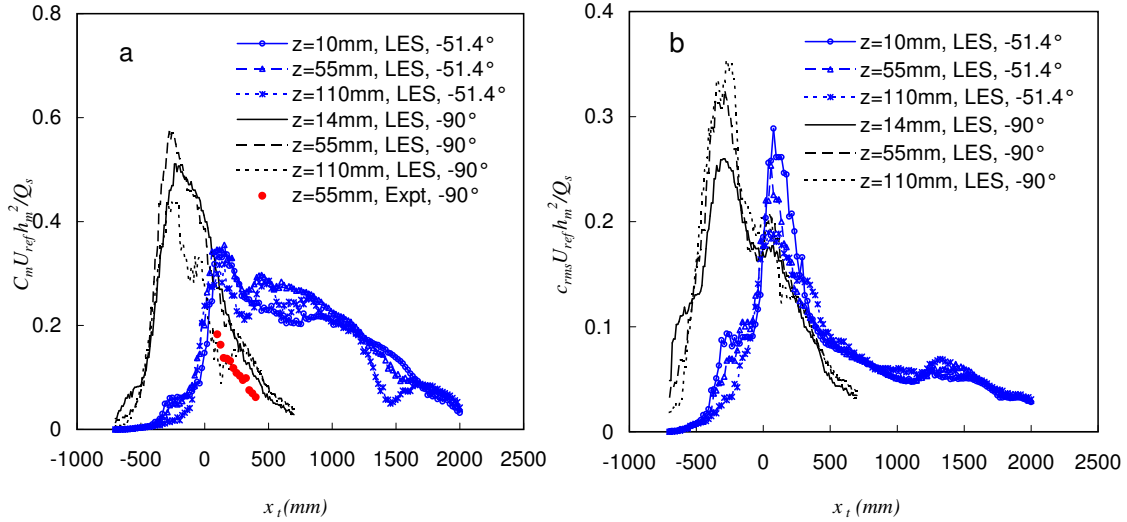 a
z=10mm, LES, -51.4°
z=55mm, LES, -51.4°
z=110mm, LES, -51.4°
z=14mm, LES, -90°
z=55mm, LES, -90°
z=110mm, LES, -90°
z=55mm, Expt, -90°
0.8
0.6
0.4
0.2
0
C_m U_ref h_m^2/Q_s
-1000 -500 0 500 1000 1500 2000 2500
x_t (mm)
b
z=10mm, LES, -51.4°
z=55mm, LES, -51.4°
z=110mm, LES, -51.4°
z=14mm, LES, -90°
z=55mm, LES, -90°
z=110mm, LES, -90°
0.4
0.3
0.2
0.1
0
c_rms U_ref h_m^2/Q_s
-1000 -500 0 500 1000 1500 2000 2500
x_t (mm)